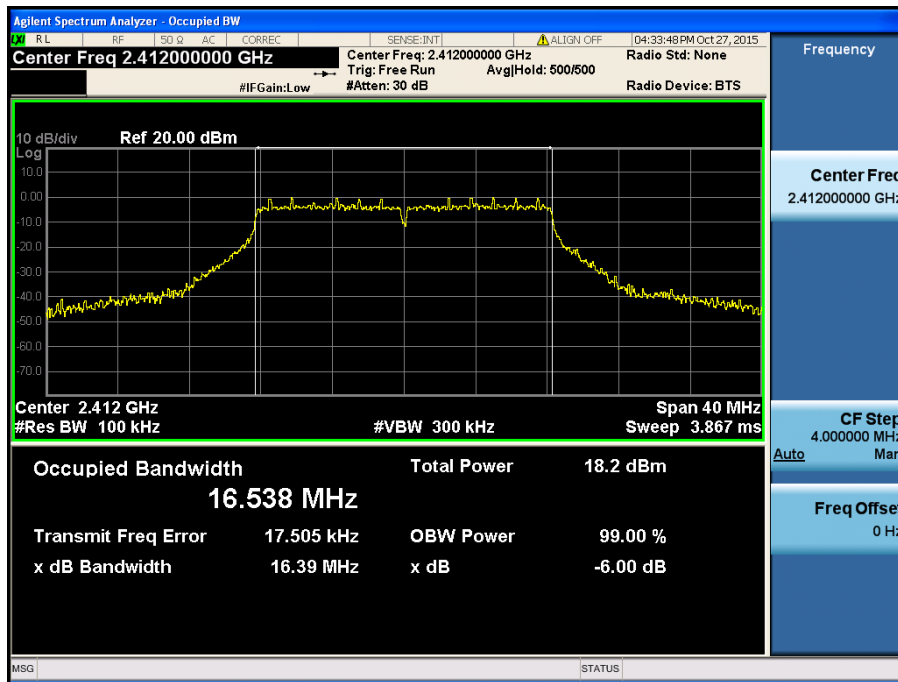 Agilent Spectrum Analyzer - Occupied BW
LXI RL RF 50 Ω AC CORREC SENSE:INT ALIGN OFF 04:33:48 PM Oct 27, 2015
Center Freq 2.412000000 GHz
Center Freq: 2.412000000 GHz Radio Std: None
Trig: Free Run Avg|Hold: 500/500
#IFGain:Low #Atten: 30 dB Radio Device: BTS
10 dB/div Ref 20.00 dBm
Log
10.0
0.00
-10.0
-20.0
-30.0
-40.0
-50.0
-60.0
-70.0
Center 2.412 GHz Span 40 MHz
#Res BW 100 kHz #VBW 300 kHz Sweep 3.867 ms
Occupied Bandwidth Total Power 18.2 dBm
16.538 MHz
Transmit Freq Error 17.505 kHz OBW Power 99.00 %
x dB Bandwidth 16.39 MHz x dB -6.00 dB
Frequency
Center Freq
2.412000000 GHz
CF Step
4.000000 MHz
Auto Man
Freq Offset
0 Hz
MSG STATUS